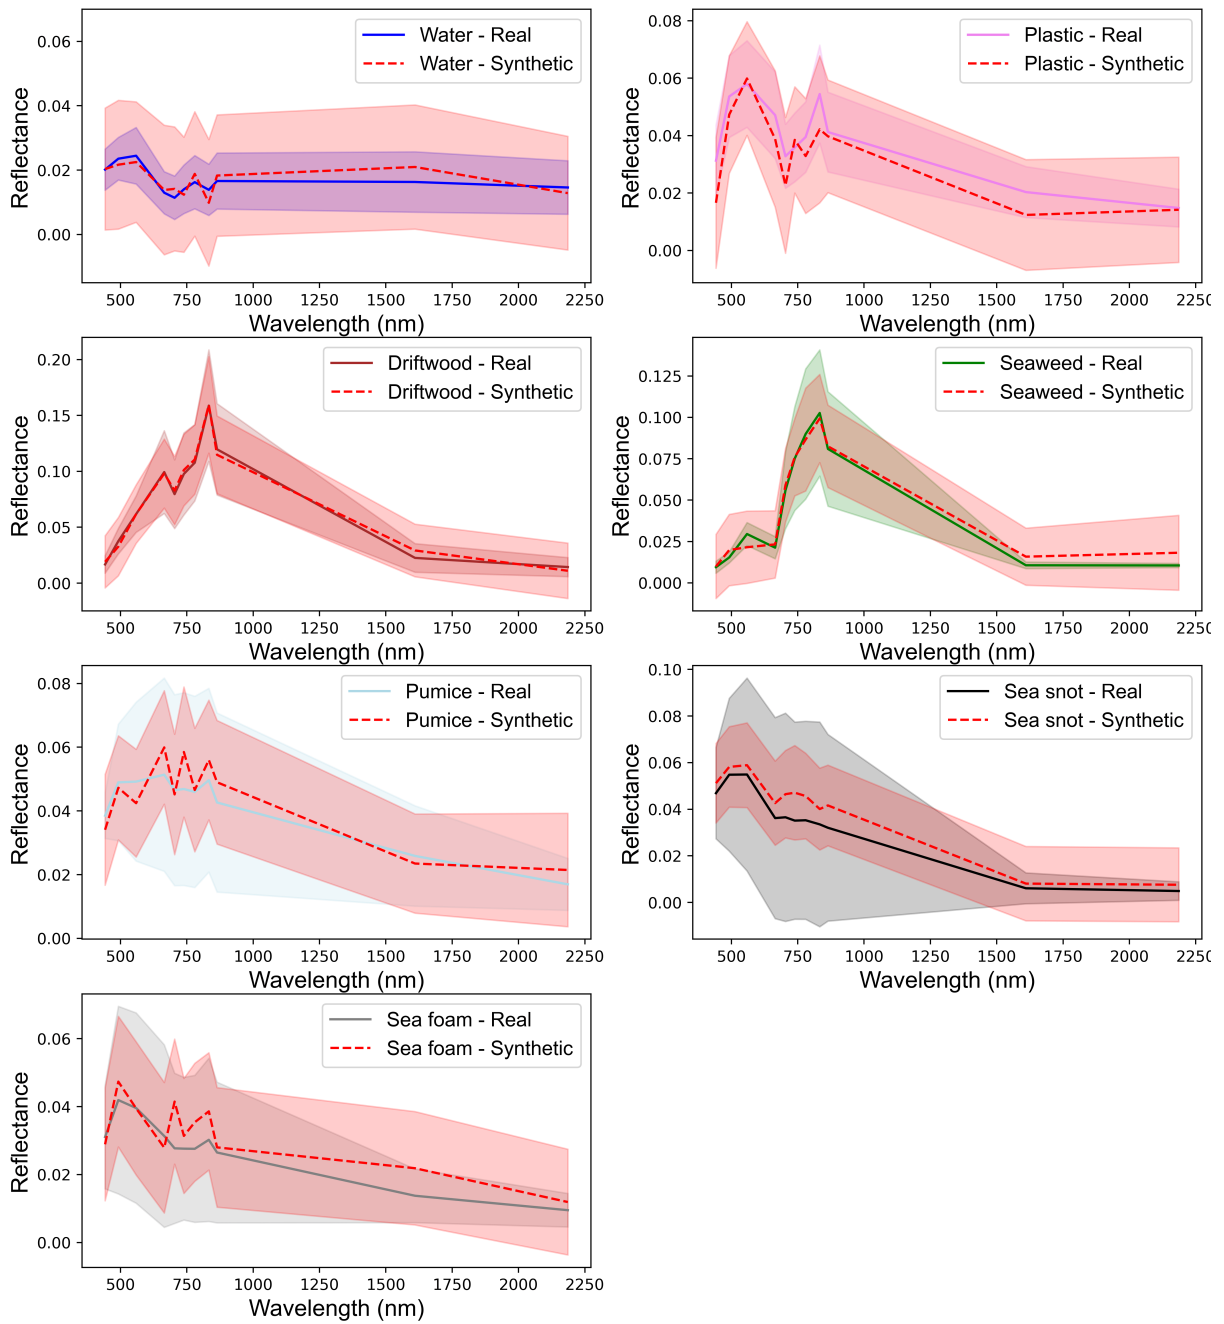 Water - Real
Water - Synthetic
Reflectance
0.06
0.04
0.02
0.00
500 750 1000 1250 1500 1750 2000 2250
Wavelength (nm)
Plastic - Real
Plastic - Synthetic
Reflectance
0.08
0.06
0.04
0.02
0.00
500 750 1000 1250 1500 1750 2000 2250
Wavelength (nm)
Driftwood - Real
Driftwood - Synthetic
Reflectance
0.20
0.15
0.10
0.05
0.00
500 750 1000 1250 1500 1750 2000 2250
Wavelength (nm)
Seaweed - Real
Seaweed - Synthetic
Reflectance
0.125
0.100
0.075
0.050
0.025
0.000
500 750 1000 1250 1500 1750 2000 2250
Wavelength (nm)
Pumice - Real
Pumice - Synthetic
Reflectance
0.08
0.06
0.04
0.02
0.00
500 750 1000 1250 1500 1750 2000 2250
Wavelength (nm)
Sea snot - Real
Sea snot - Synthetic
Reflectance
0.10
0.08
0.06
0.04
0.02
0.00
500 750 1000 1250 1500 1750 2000 2250
Wavelength (nm)
Sea foam - Real
Sea foam - Synthetic
Reflectance
0.06
0.04
0.02
0.00
500 750 1000 1250 1500 1750 2000 2250
Wavelength (nm)